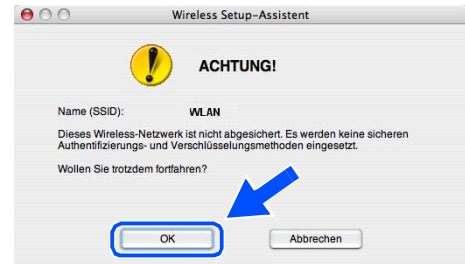 Wireless Setup-Assistent
ACHTUNG!
Name (SSID): WLAN
Dieses Wireless-Netzwerk ist nicht abgesichert. Es werden keine sicheren
Authentifizierungs- und Verschlüsselungsmethoden eingesetzt.
Wollen Sie trotzdem fortfahren?
OK Abbrechen